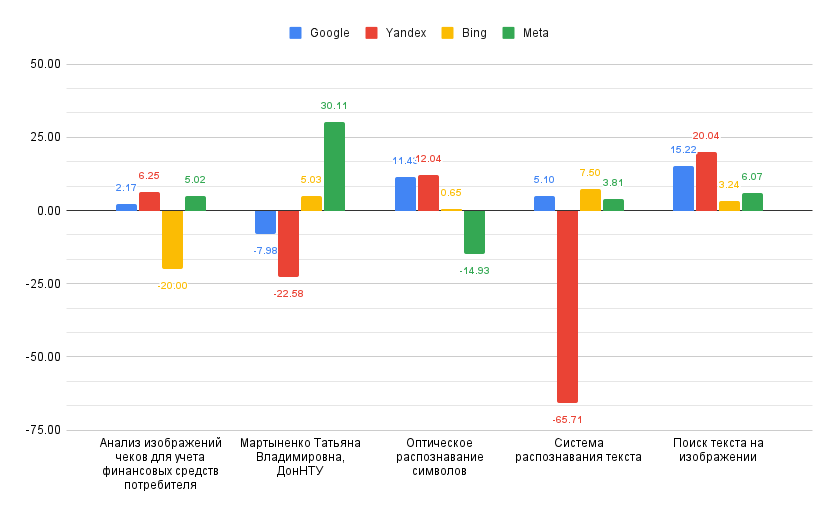 Google Yandex Bing Meta
50.00
25.00
0.00
-25.00
-50.00
-75.00
2.17 6.25 -20.00 5.02
-7.98 -22.58 5.03 30.11
12.04 0.65 -14.93
5.10 -65.71 7.50 3.81
15.22 20.04 3.24 6.07
Анализ изображений
чеков для учета
финансовых средств
потребителя
Мартыненко Татьяна
Владимировна,
ДонНТУ
Оптическое
распознавание
символов
Система
распознавания текста
Поиск текста на
изображении